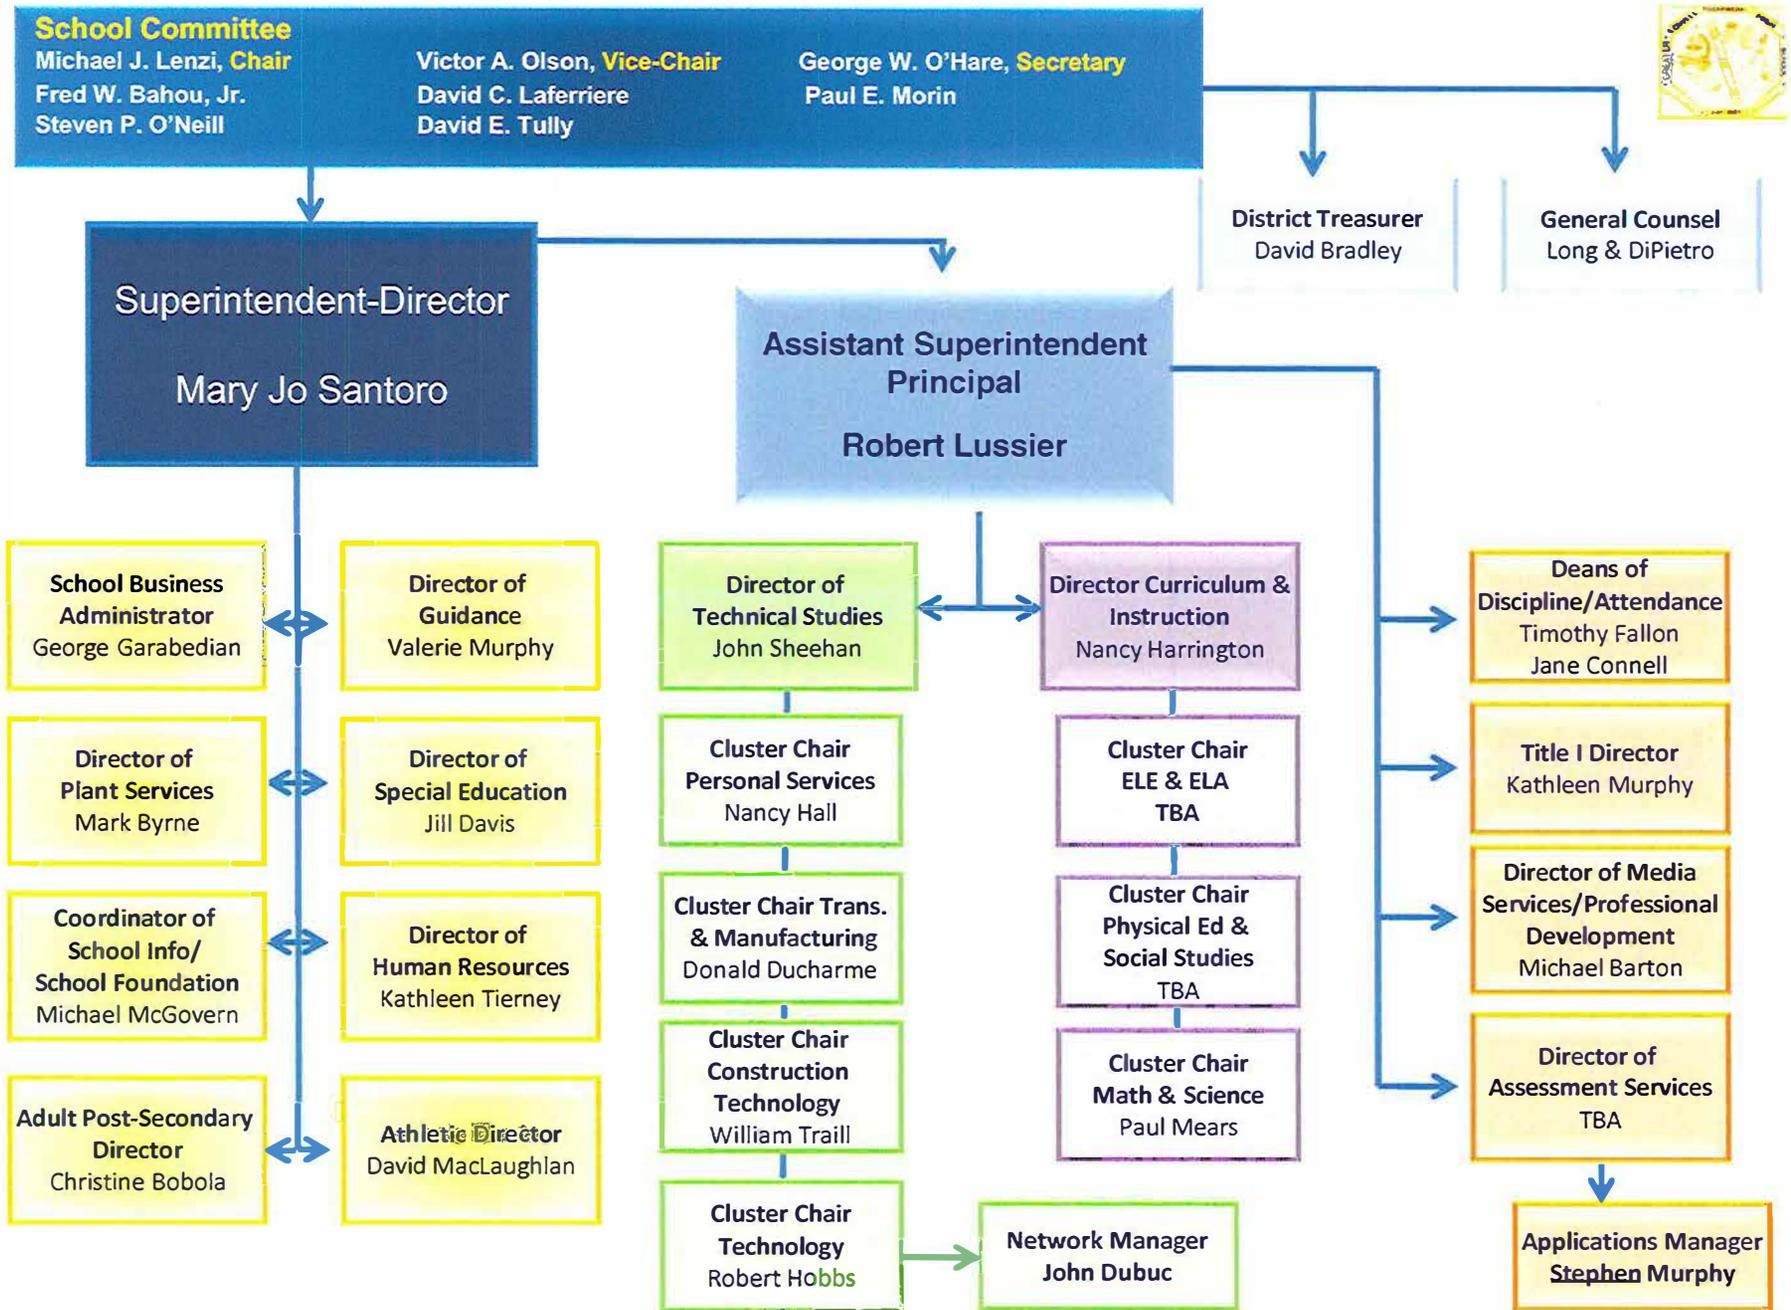 School Committee
Michael J. Lenzi, Chair
Victor A. Olson, Vice-Chair
George W. O'Hare, Secretary
Fred W. Bahou, Jr.
David C. Laferriere
Paul E. Morin
Steven P. O'Neill
David E. Tully
District Treasurer
David Bradley
General Counsel
Long & DiPietro
Superintendent-Director
Mary Jo Santoro
Assistant Superintendent
Principal
Robert Lussier
School Business
Administrator
George Garabedian
Director of
Guidance
Valerie Murphy
Director of
Plant Services
Mark Byrne
Director of
Special Education
Jill Davis
Coordinator of
School Info/
School Foundation
Michael McGovern
Director of
Human Resources
Kathleen Tierney
Adult Post-Secondary
Director
Christine Bobola
Athletic Director
David MacLaughlan
Director of
Technical Studies
John Sheehan
Cluster Chair
Personal Services
Nancy Hall
Cluster Chair Trans.
& Manufacturing
Donald Ducharme
Cluster Chair
Construction
Technology
William Traill
Cluster Chair
Technology
Robert Hobbs
Network Manager
John Dubuc
Director Curriculum &
Instruction
Nancy Harrington
Cluster Chair
ELE & ELA
TBA
Cluster Chair
Physical Ed &
Social Studies
TBA
Cluster Chair
Math & Science
Paul Mears
Deans of
Discipline/Attendance
Timothy Fallon
Jane Connell
Title I Director
Kathleen Murphy
Director of Media
Services/Professional
Development
Michael Barton
Director of
Assessment Services
TBA
Applications Manager
Stephen Murphy